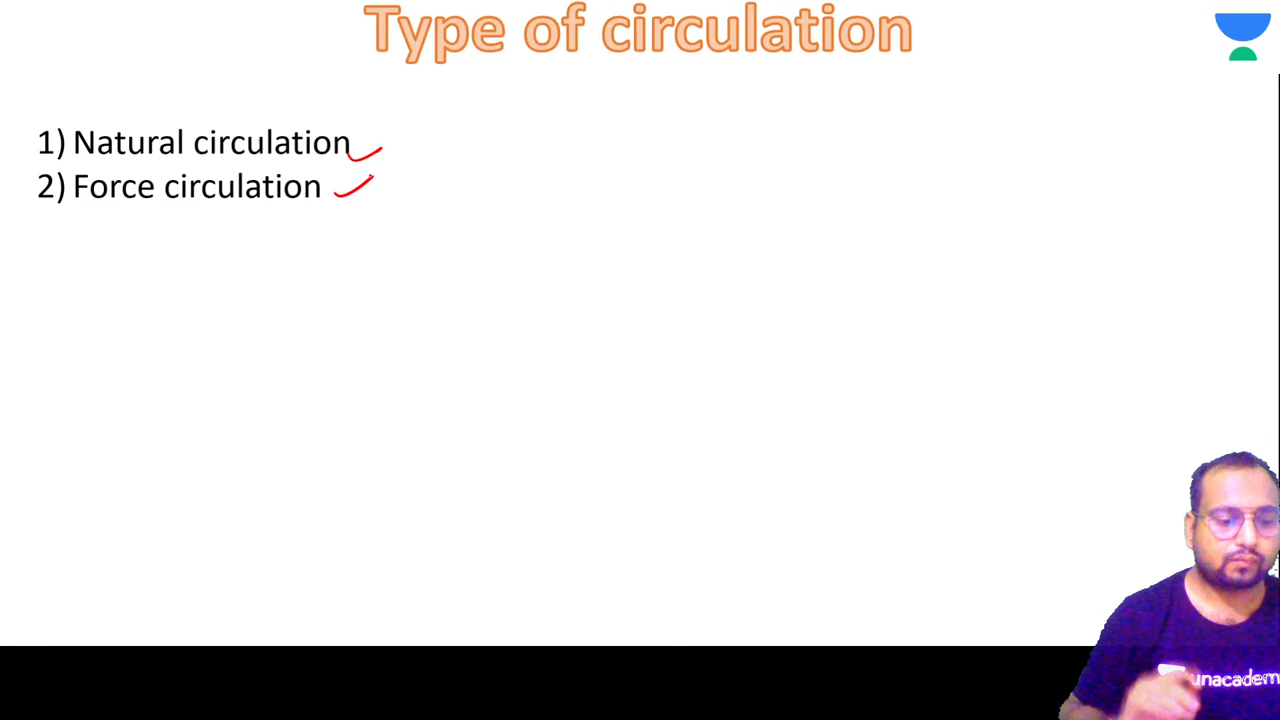 Type of circulation
1) Natural circulation
2) Force circulation
unacadem